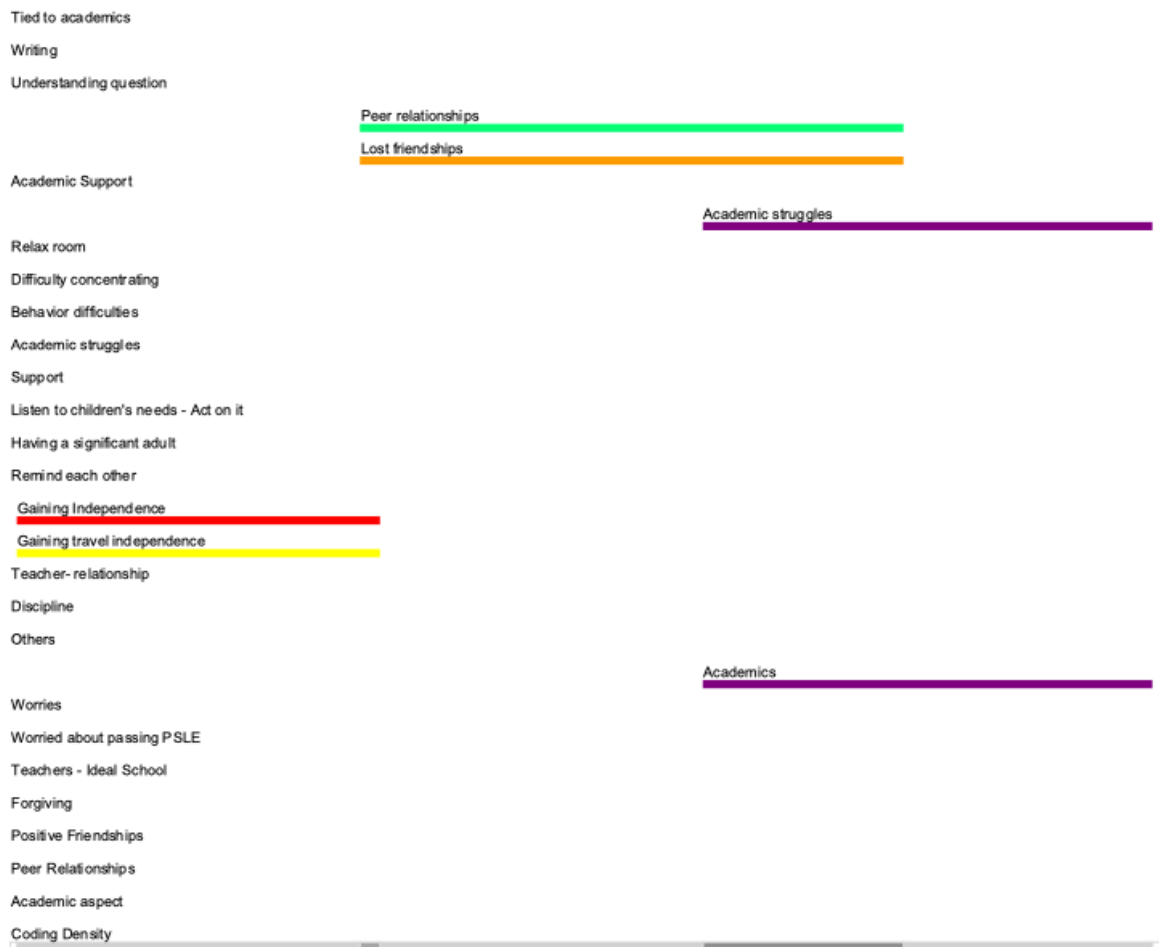 Tied to academics
Writing
Understanding question
Peer relationships
Lost friendships
Academic Support
Academic struggles
Relax room
Difficulty concentrating
Behavior difficulties
Academic struggles
Support
Listen to children's needs - Act on it
Having a significant adult
Remind each other
Gaining Independence
Gaining travel independence
Teacher- relationship
Discipline
Others
Academics
Worries
Worried about passing PSLE
Teachers - Ideal School
Forgiving
Positive Friendships
Peer Relationships
Academic aspect
Coding Density